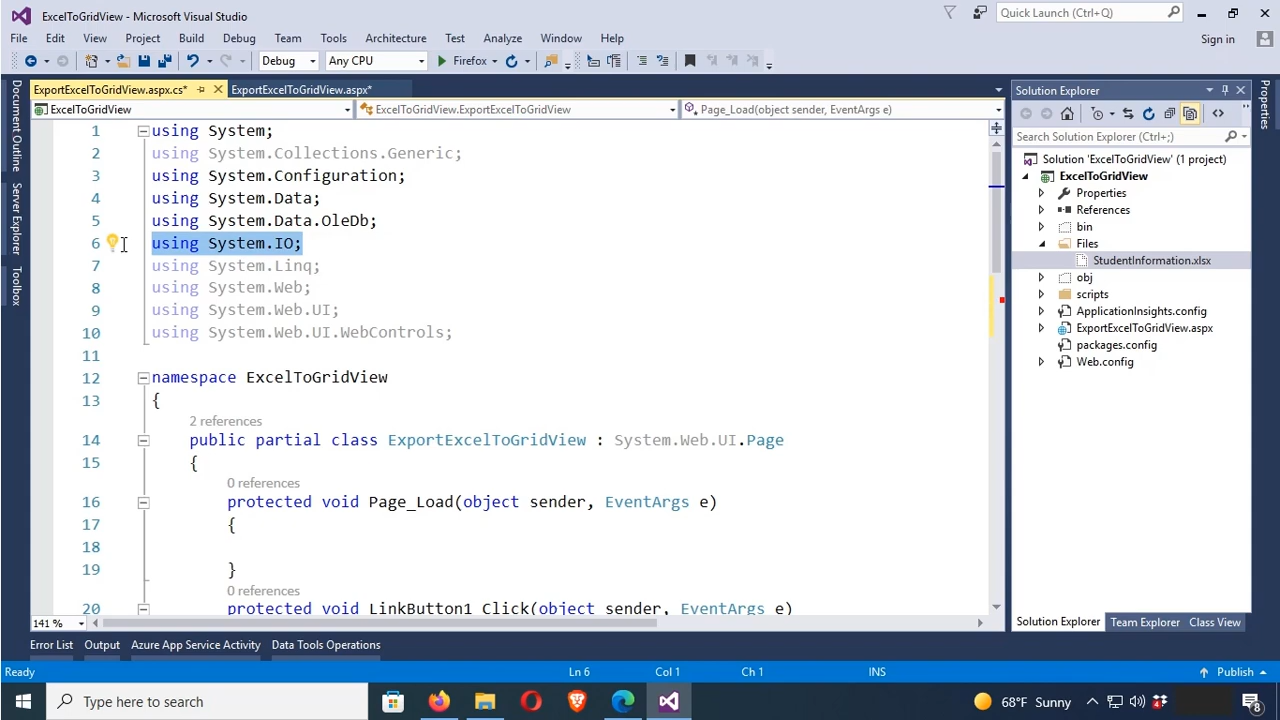 ExcelToGridView - Microsoft Visual Studio
Quick Launch (Ctrl+Q)
File Edit View Project Build Debug Team Tools Architecture Test Analyze Window Help
Sign in
Debug Any CPU Firefox
ExportExcelToGridView.aspx.cs* ExportExcelToGridView.aspx*
ExcelToGridView ExcelToGridView.ExportExcelToGridView Page_Load(object sender, EventArgs e)
Document Outline
Server Explorer
Toolbox
1 using System;
2 using System.Collections.Generic;
3 using System.Configuration;
4 using System.Data;
5 using System.Data.OleDb;
6 using System.IO;
7 using System.Linq;
8 using System.Web;
9 using System.Web.UI;
10 using System.Web.UI.WebControls;
11
12 namespace ExcelToGridView
13 {
2 references
14 public partial class ExportExcelToGridView : System.Web.UI.Page
15 {
0 references
16 protected void Page_Load(object sender, EventArgs e)
17 {
18
19 }
0 references
20 protected void LinkButton1_Click(object sender, EventArgs e)
141 %
Solution Explorer
Search Solution Explorer (Ctrl+;)
Solution 'ExcelToGridView' (1 project)
ExcelToGridView
Properties
References
bin
Files
StudentInformation.xlsx
obj
scripts
ApplicationInsights.config
ExportExcelToGridView.aspx
packages.config
Web.config
Solution Explorer Team Explorer Class View
Properties
Error List Output Azure App Service Activity Data Tools Operations
Ready Ln 6 Col 1 Ch 1 INS Publish
Type here to search
68°F Sunny
8